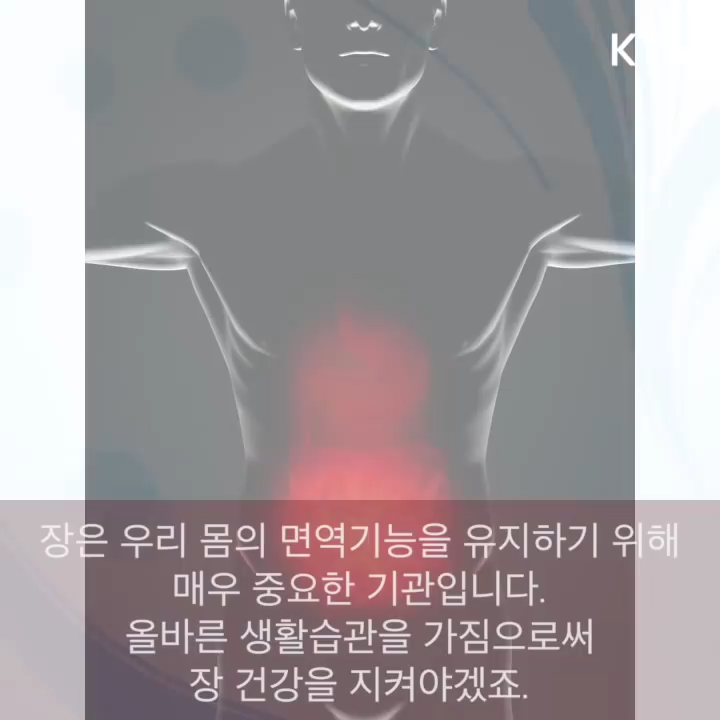 K
장은 우리 몸의 면역기능을 유지하기 위해
매우 중요한 기관입니다.
올바른 생활습관을 가짐으로써
장 건강을 지켜야겠죠.